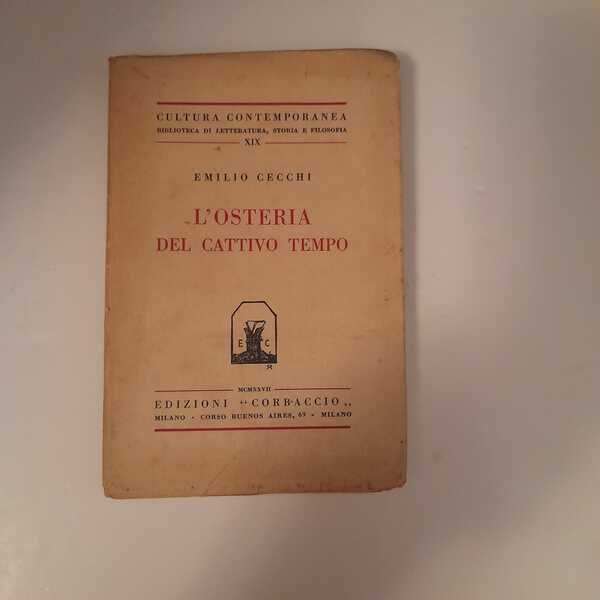 CULTURA CONTEMPORANEA
BIBLIOTECA DI LETTERATURA, STORIA E FILOSOFIA
XIX
EMILIO CECCHI
L'OSTERIA
DEL CATTIVO TEMPO
E C
MCMXXVII
EDIZIONI “CORBACCIO„
MILANO - CORSO BUENOS AIRES, 69 - MILANO